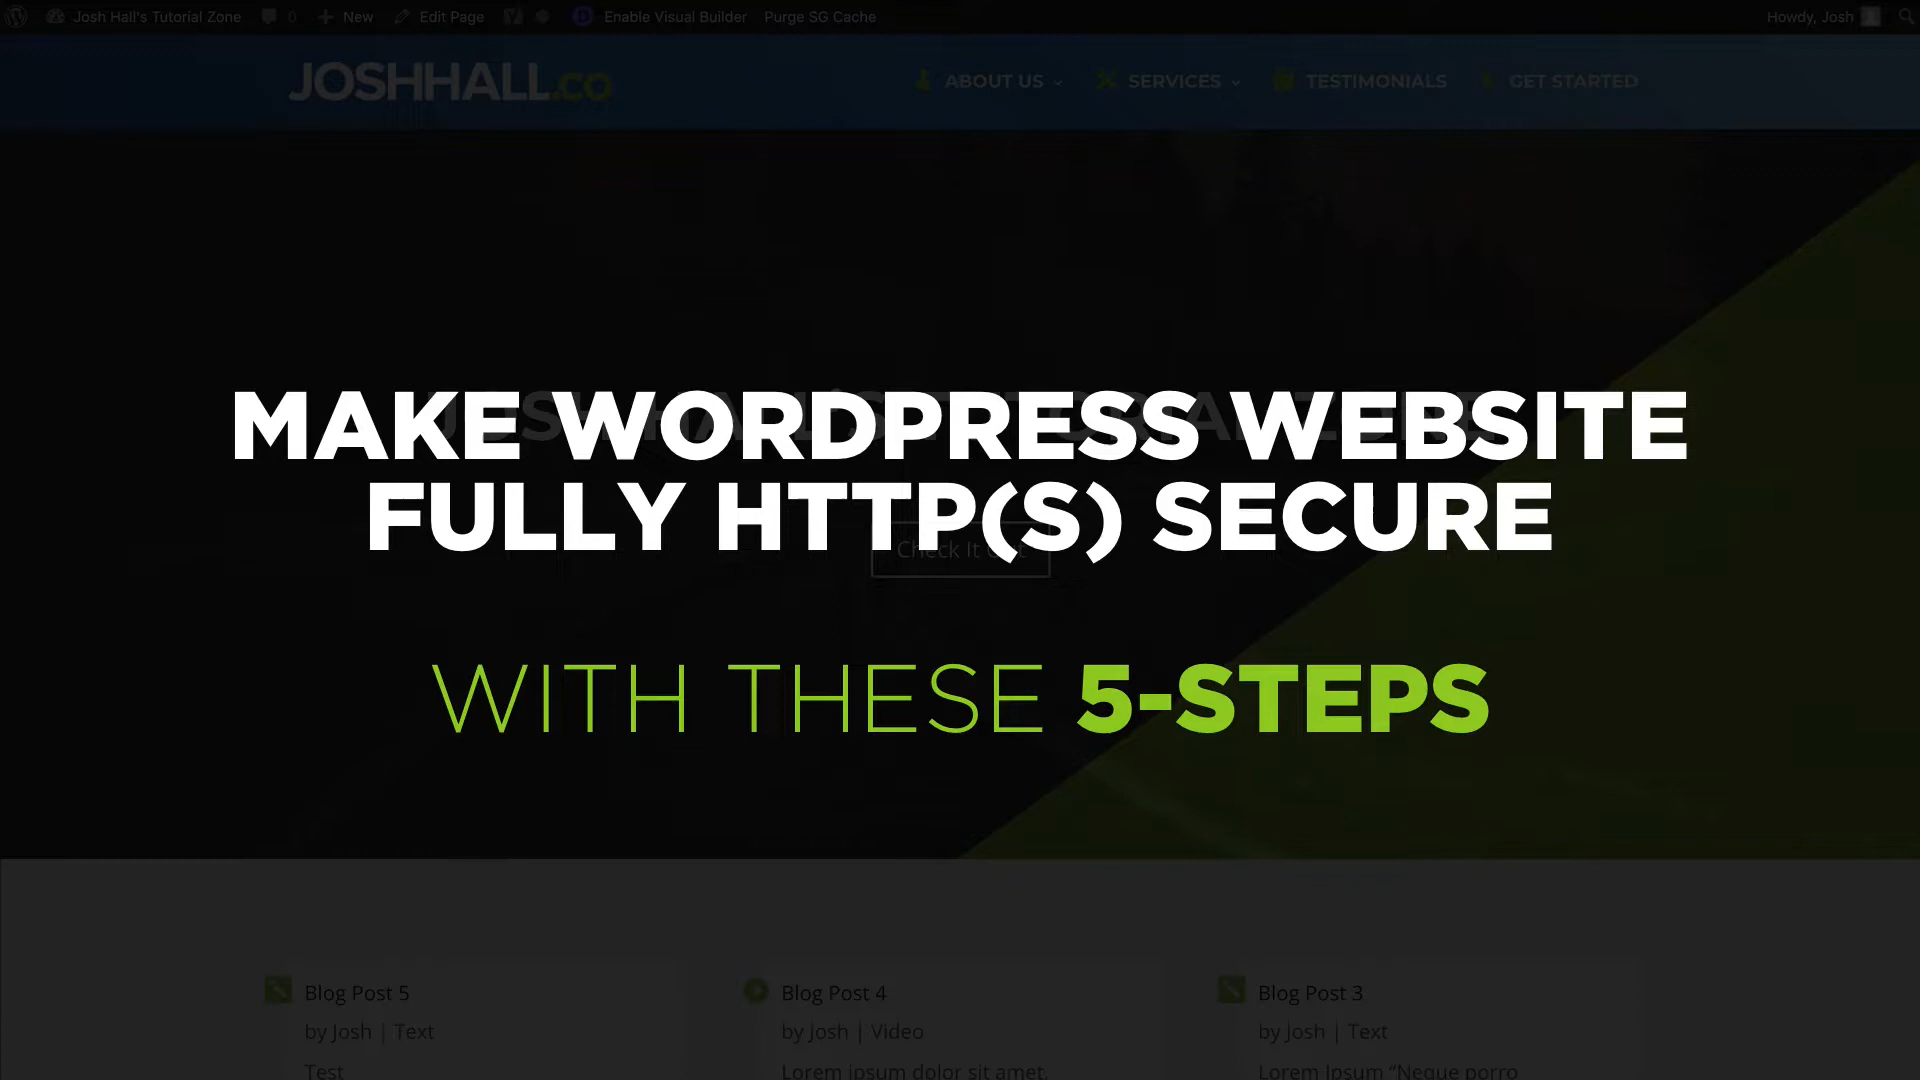 Josh Hall's Tutorial Zone 0 New Edit Page Enable Visual Builder Purge SG Cache Howdy, Josh
JOSHHALL.co ABOUT US SERVICES TESTIMONIALS GET STARTED
MAKE WORDPRESS WEBSITE
FULLY HTTP(S) SECURE
Check It Out
WITH THESE 5-STEPS
Blog Post 5 Blog Post 4 Blog Post 3
by Josh | Text by Josh | Video by Josh | Text
Test Lorem ipsum dolor sit amet, Lorem Ipsum “Neque porro